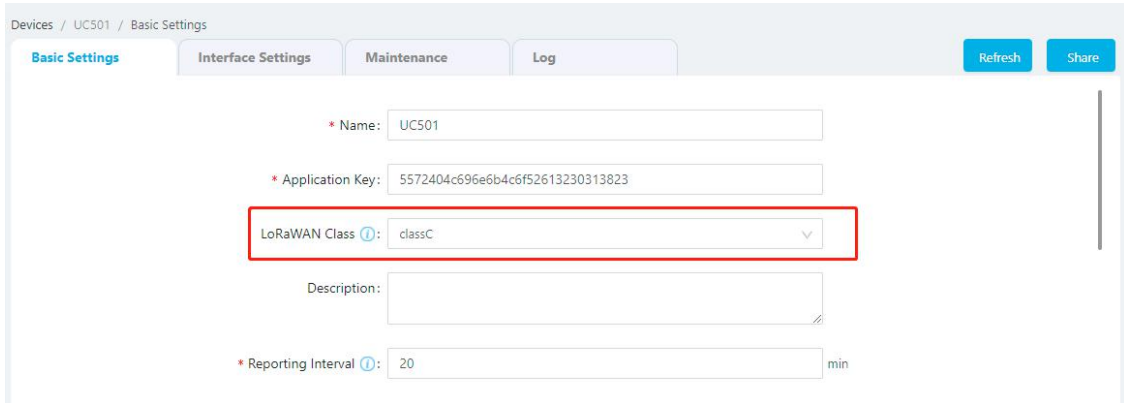 Devices / UC501 / Basic Settings
Basic Settings Interface Settings Maintenance Log Refresh Share
* Name: UC501
* Application Key: 5572404c696e6b4c6f52613230313823
LoRaWAN Class i : classC
Description:
* Reporting Interval i : 20 min